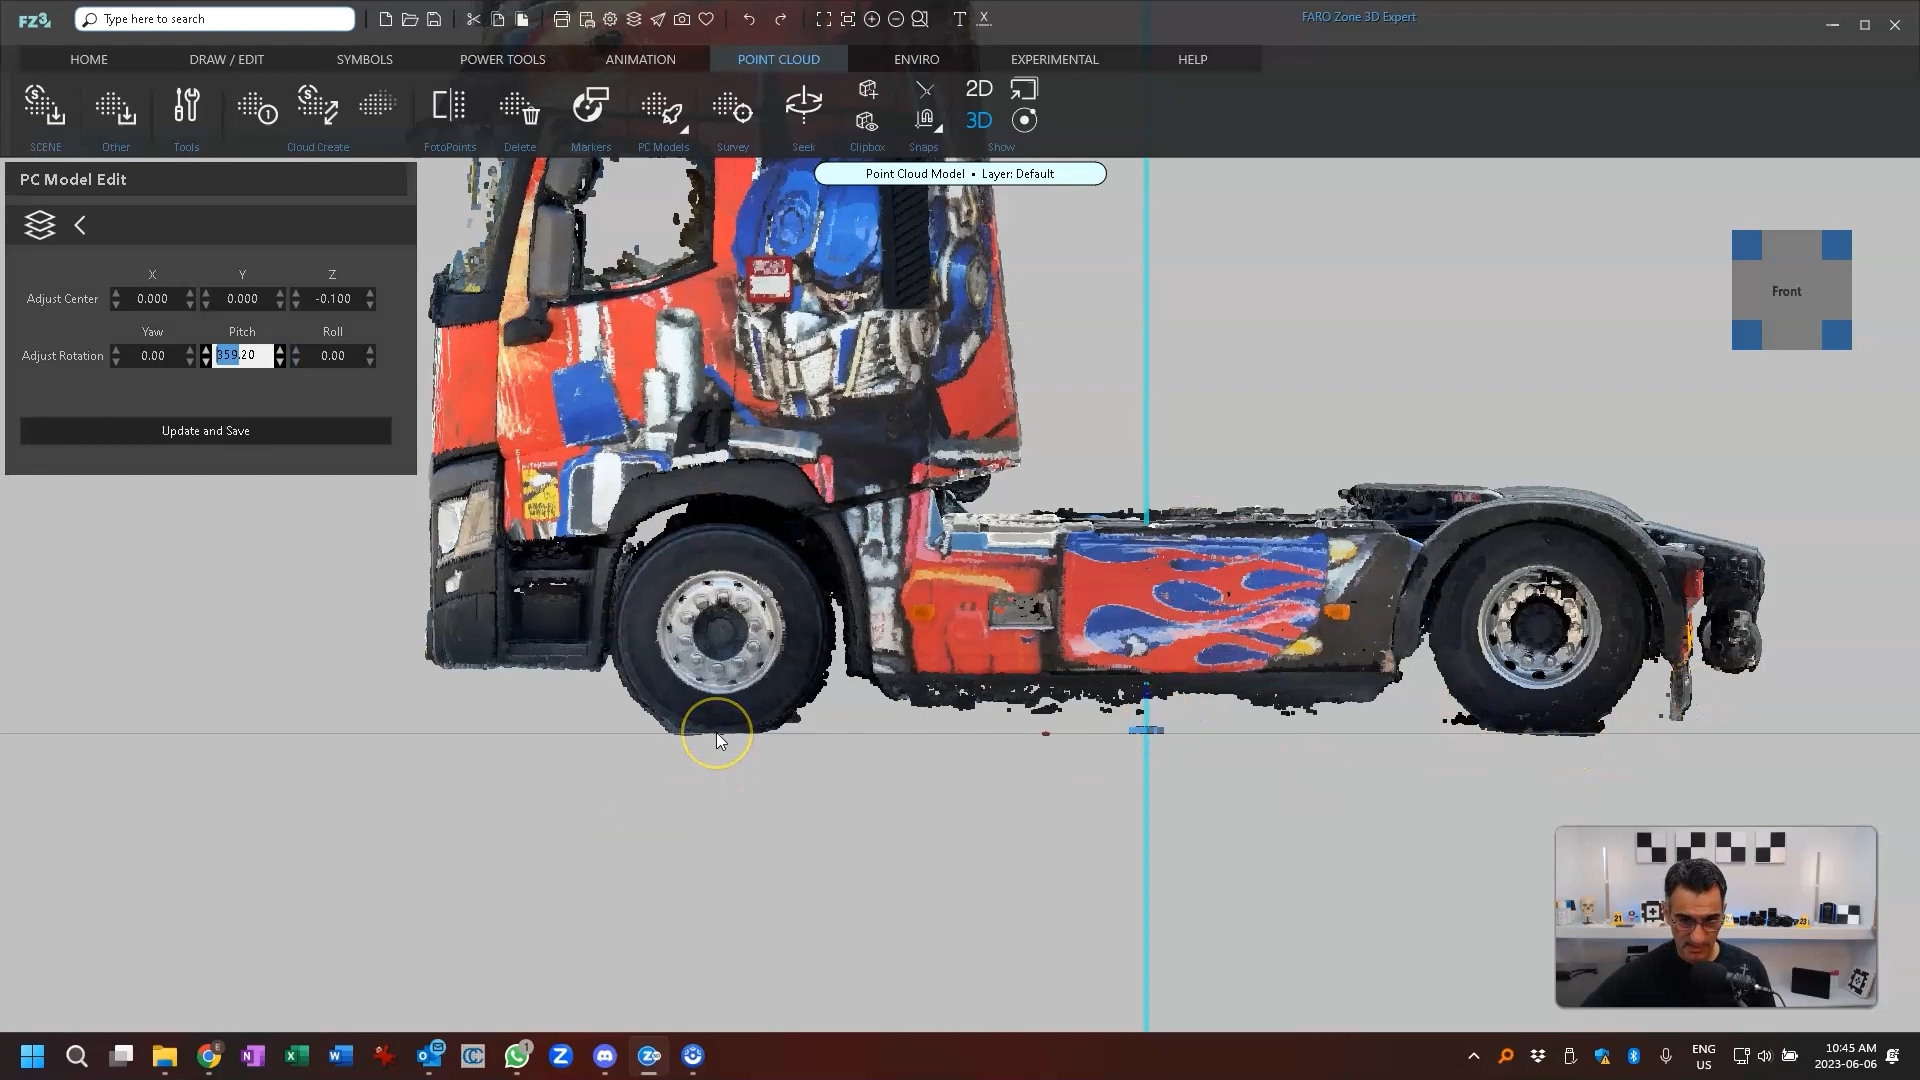 FZ3 Type here to search T X FARO Zone 3D Expert
HOME DRAW / EDIT SYMBOLS POWER TOOLS ANIMATION POINT CLOUD ENVIRO EXPERIMENTAL HELP
2D
3D
SCENE Other Tools Cloud Create FotoPoints Delete Markers PC Models Survey Seek Clipbox Snaps Show
PC Model Edit
Point Cloud Model • Layer: Default
X Y Z
Adjust Center 0.000 0.000 -0.100
Yaw Pitch Roll
Adjust Rotation 0.00 359.20 0.00
Update and Save
Front
21
23
ENG
US
10:45 AM
2023-06-06